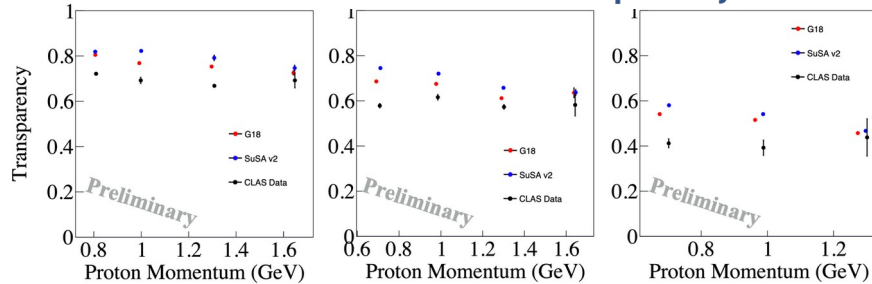 1
0.8
0.6
0.4
0.2
0
Transparency
G18
SuSA v2
CLAS Data
Preliminary
0.8 1 1.2 1.4 1.6
Proton Momentum (GeV)
1
0.8
0.6
0.4
0.2
0
G18
SuSA v2
CLAS Data
Preliminary
0.6 0.8 1 1.2 1.4 1.6
Proton Momentum (GeV)
1
0.8
0.6
0.4
0.2
0
G18
SuSA v2
CLAS Data
Preliminary
0.8 1 1.2
Proton Momentum (GeV)